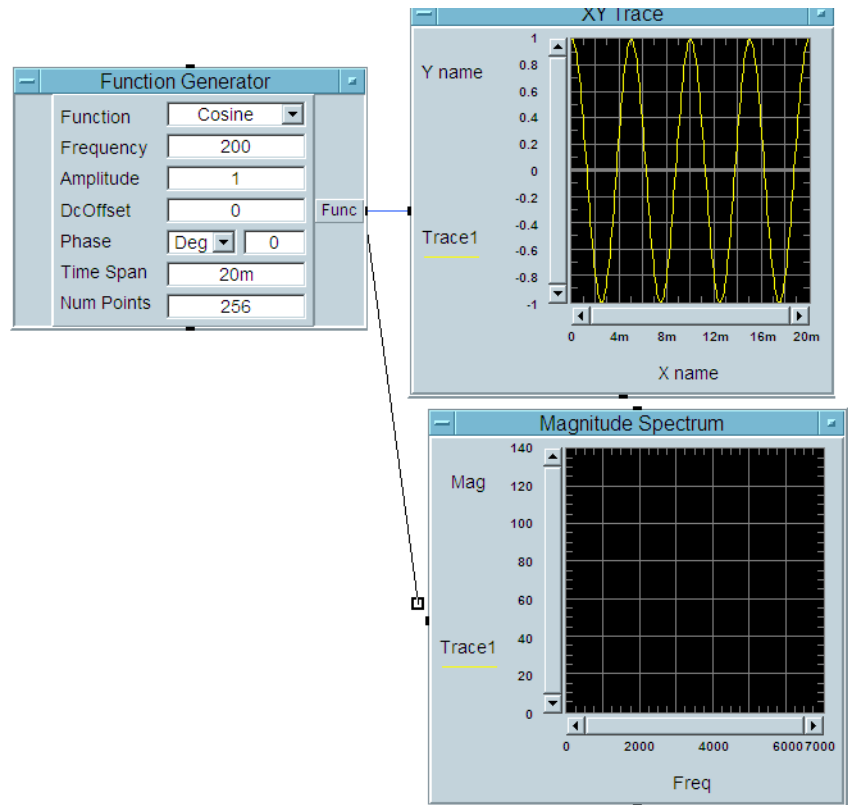 Function Generator
Function Cosine
Frequency 200
Amplitude 1
DcOffset 0
Phase Deg 0
Time Span 20m
Num Points 256
Func
XY Trace
Y name
Trace1
1
0.8
0.6
0.4
0.2
0
-0.2
-0.4
-0.6
-0.8
-1
0 4m 8m 12m 16m 20m
X name
Magnitude Spectrum
Mag
Trace1
140
120
100
80
60
40
20
0
0 2000 4000 6000 7000
Freq